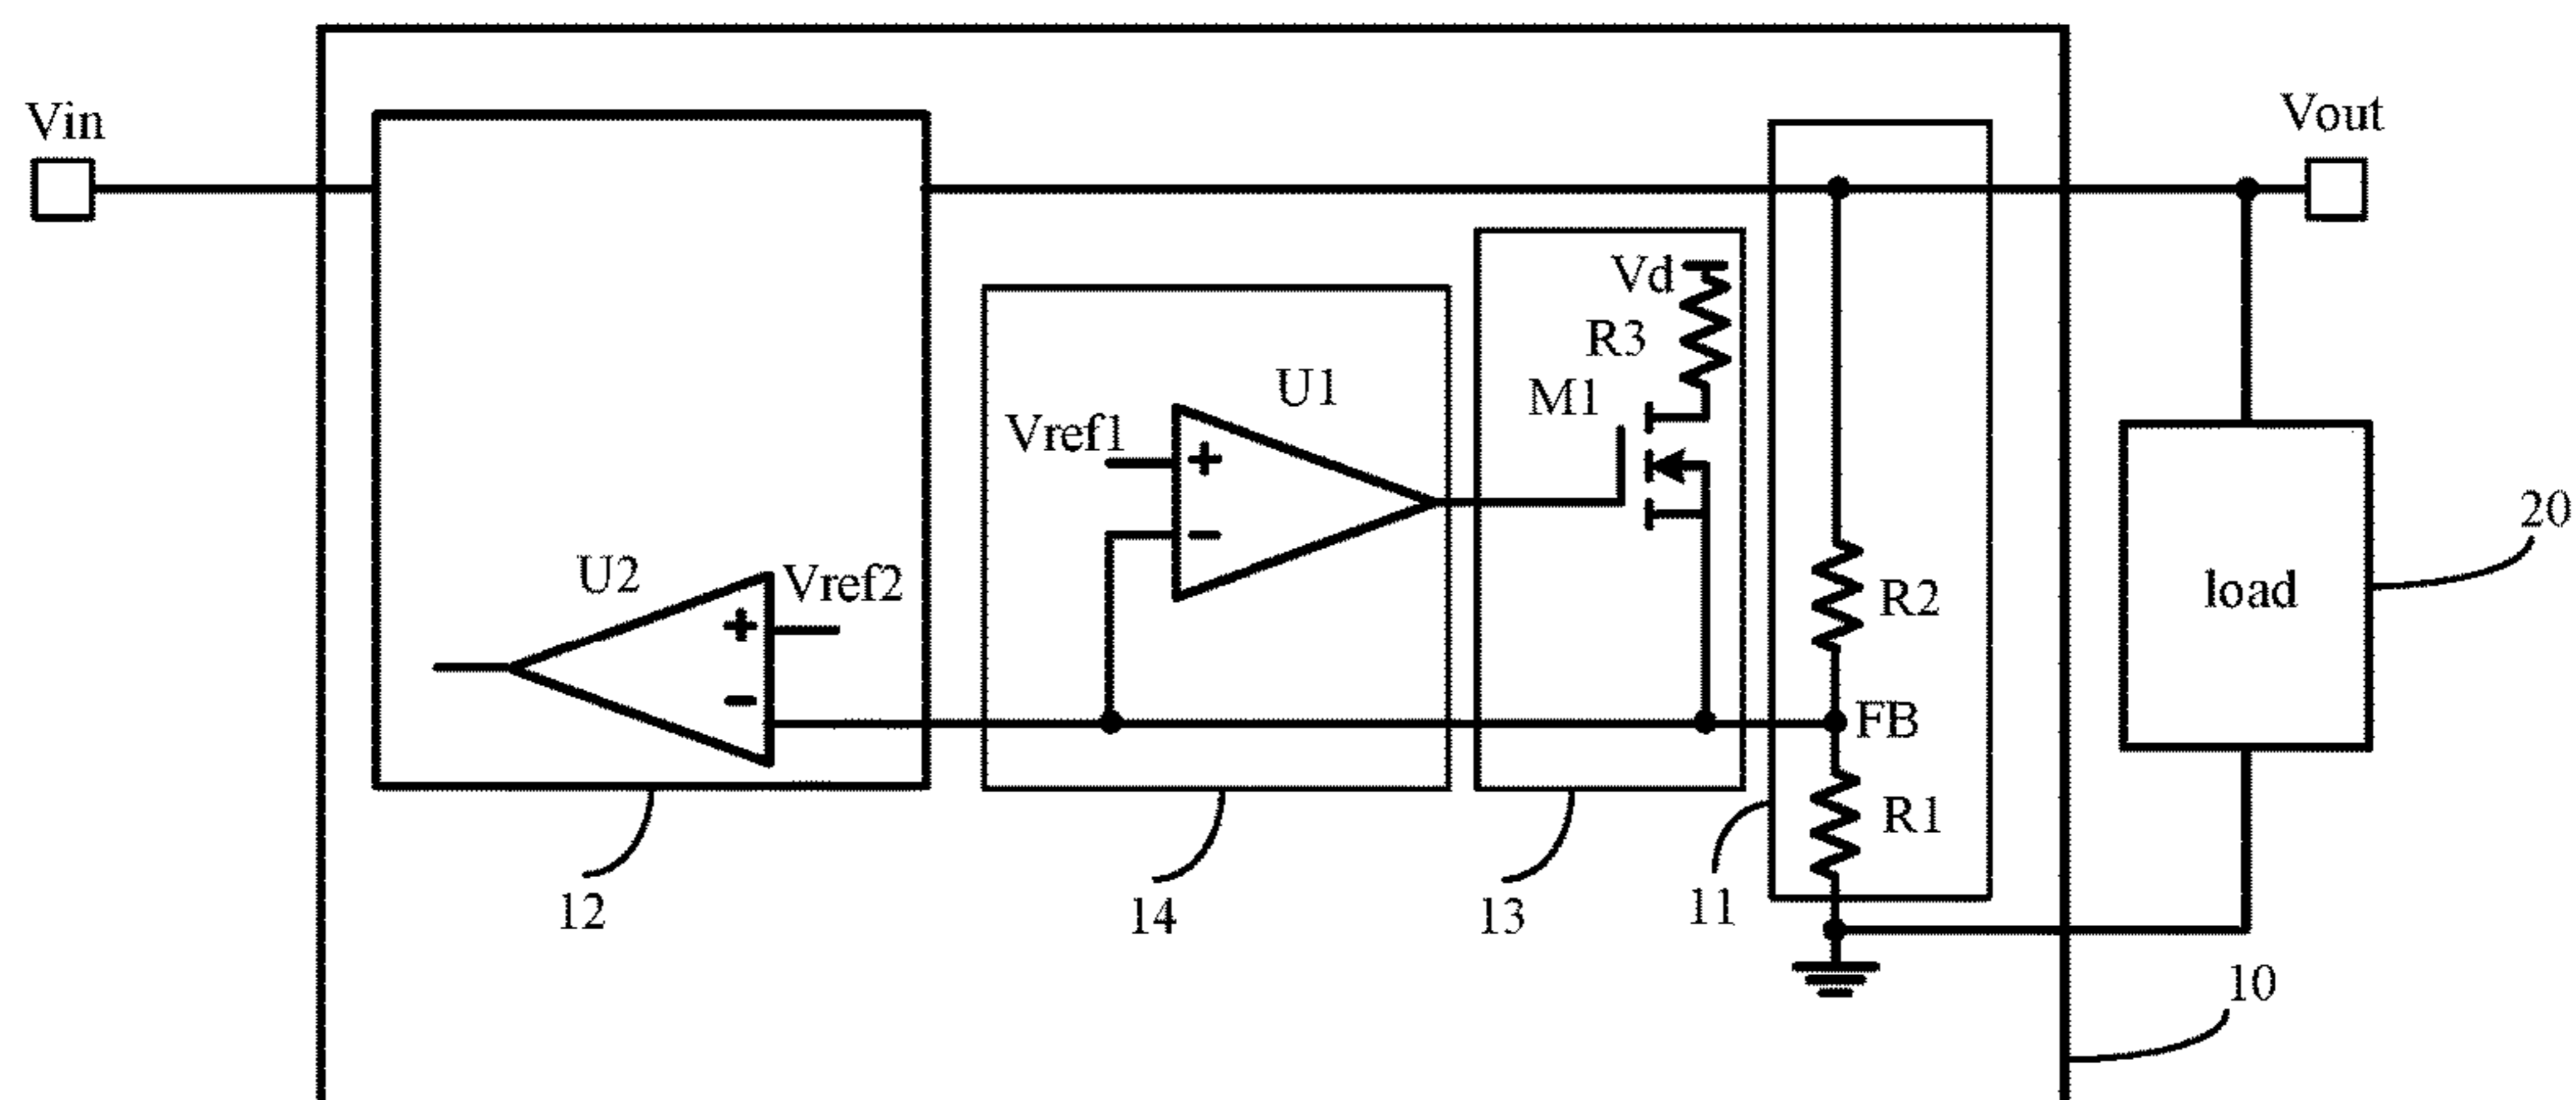 Vin
Vout
Vd
R3
U1
M1
Vref1
+
-
U2
Vref2
+
-
R2
load
20
FB
R1
12
14
13
11
10